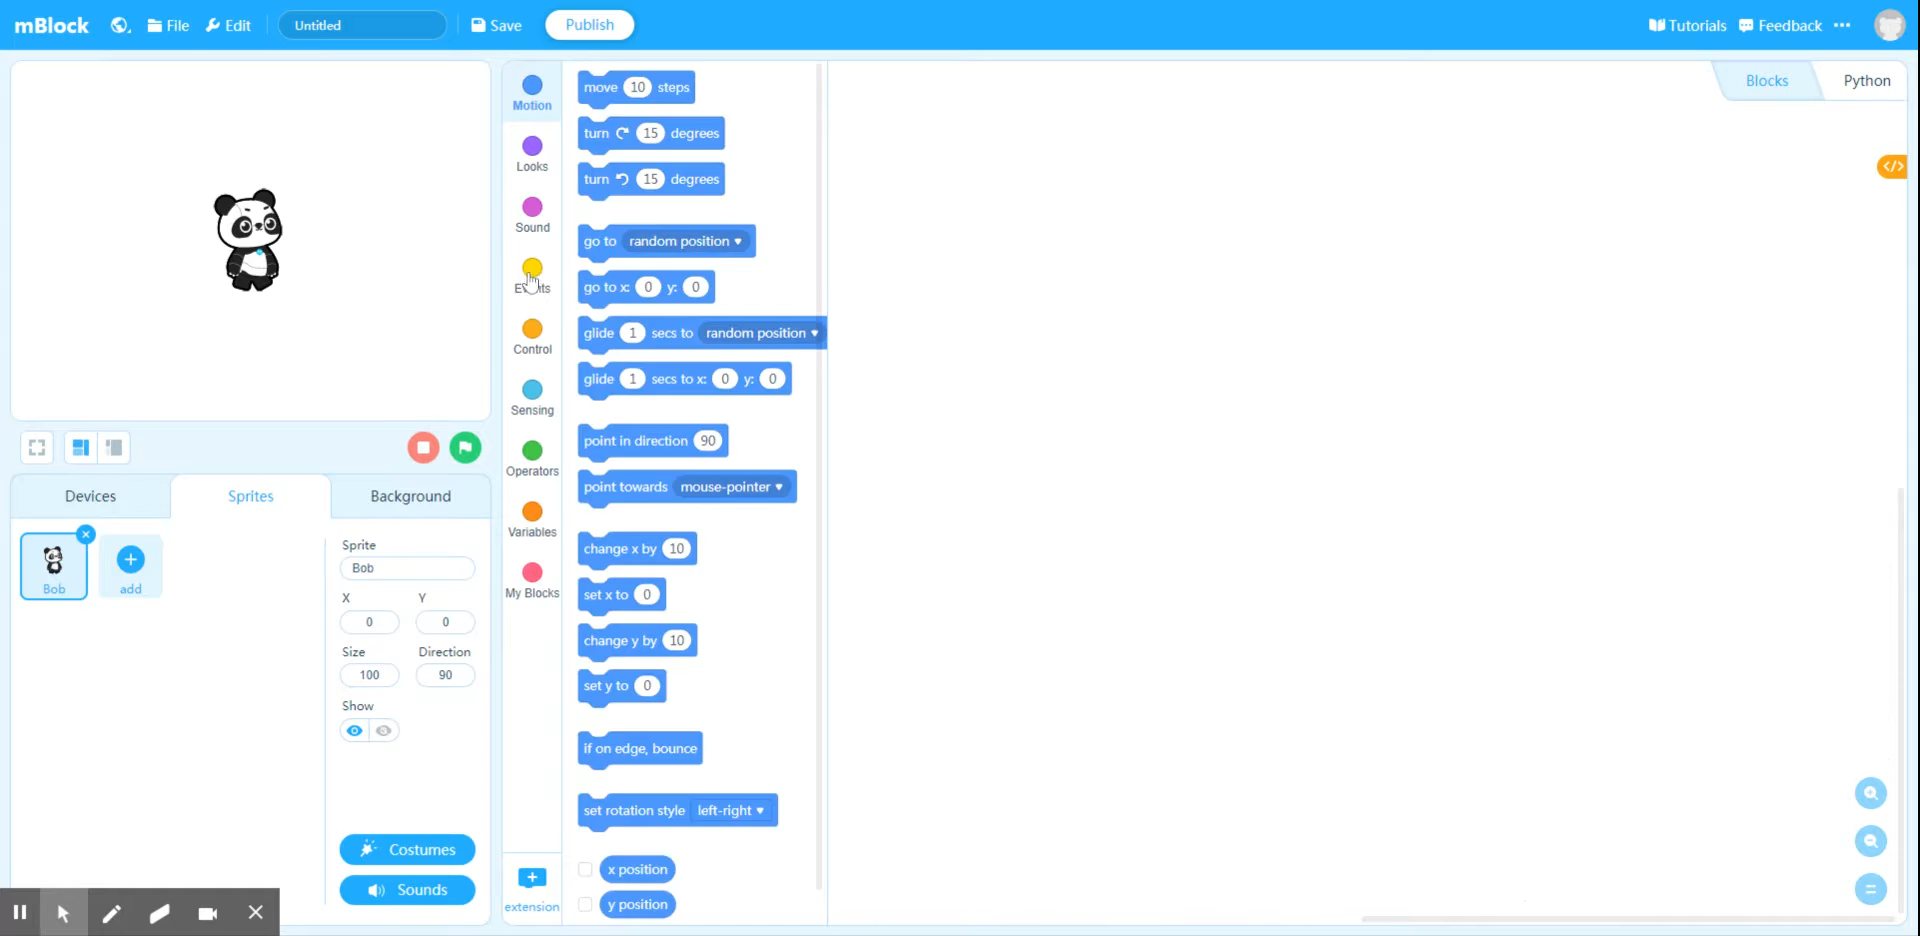 mBlock File Edit Untitled Save Publish Tutorials Feedback
Blocks Python
Motion
Looks
Sound
Events
Control
Sensing
Operators
Variables
My Blocks
extension
move 10 steps
turn 15 degrees
turn 15 degrees
go to random position
go to x: 0 y: 0
glide 1 secs to random position
glide 1 secs to x: 0 y: 0
point in direction 90
point towards mouse-pointer
change x by 10
set x to 0
change y by 10
set y to 0
if on edge, bounce
set rotation style left-right
x position
y position
Devices Sprites Background
Bob
add
Sprite
Bob
X Y
0 0
Size Direction
100 90
Show
Costumes
Sounds